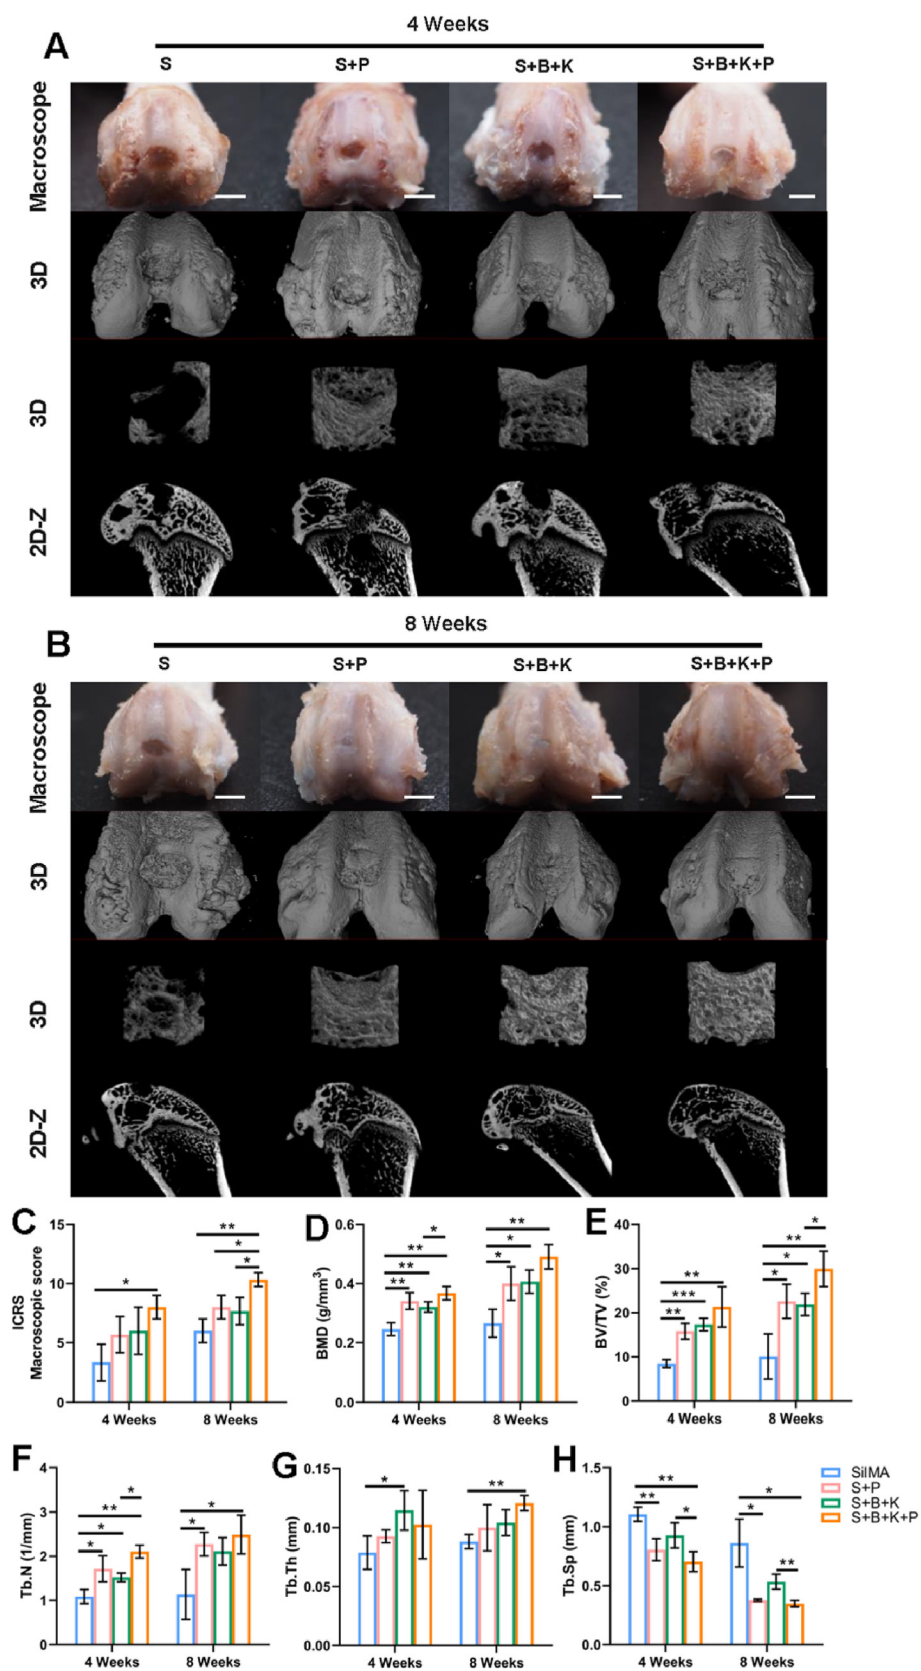 A
4 Weeks
S S+P S+B+K S+B+K+P
Macroscope
3D
3D
2D-Z
B
8 Weeks
S S+P S+B+K S+B+K+P
Macroscope
3D
3D
2D-Z
C
ICRS
Macroscopic score
15
10
5
0
*
**
*
*
4 Weeks 8 Weeks
D
BMD (g/mm³)
0.6
0.4
0.2
0.0
*
**
**
**
**
*
*
4 Weeks 8 Weeks
E
BV/TV (%)
40
30
20
10
0
**
***
**
*
**
*
*
4 Weeks 8 Weeks
F
Tb.N (1/mm)
4
3
2
1
0
*
**
*
*
*
*
4 Weeks 8 Weeks
G
Tb.Th (mm)
0.15
0.10
0.05
0.00
*
**
4 Weeks 8 Weeks
H
Tb.Sp (mm)
1.5
1.0
0.5
0.0
**
**
*
*
*
**
4 Weeks 8 Weeks
SilMA
S+P
S+B+K
S+B+K+P